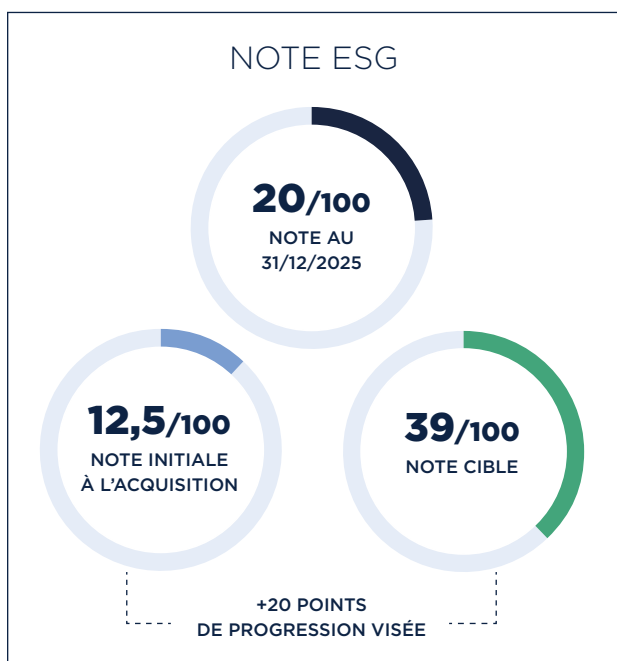 NOTE ESG
20/100
NOTE AU
31/12/2025
12,5/100
NOTE INITIALE
À L’ACQUISITION
39/100
NOTE CIBLE
+20 POINTS
DE PROGRESSION VISÉE